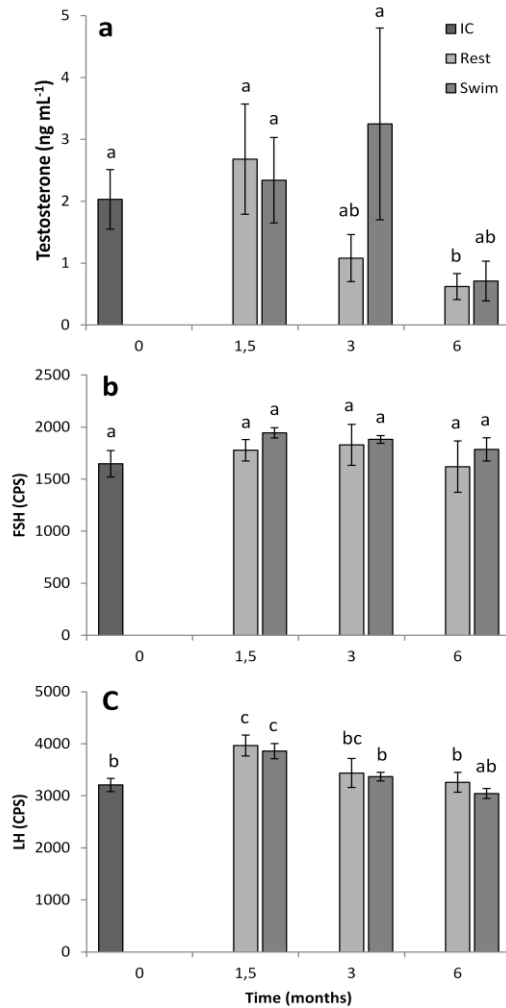 a
IC
Rest
Swim
Testosterone (ng mL⁻¹)
5
4
3
2
1
0
a
a
a
ab
a
b
ab
0
1,5
3
6
b
FSH (CPS)
2500
2000
1500
1000
500
0
a
a
a
a
a
a
a
0
1,5
3
6
C
LH (CPS)
5000
4000
3000
2000
1000
0
b
c
c
bc
b
b
ab
0
1,5
3
6
Time (months)